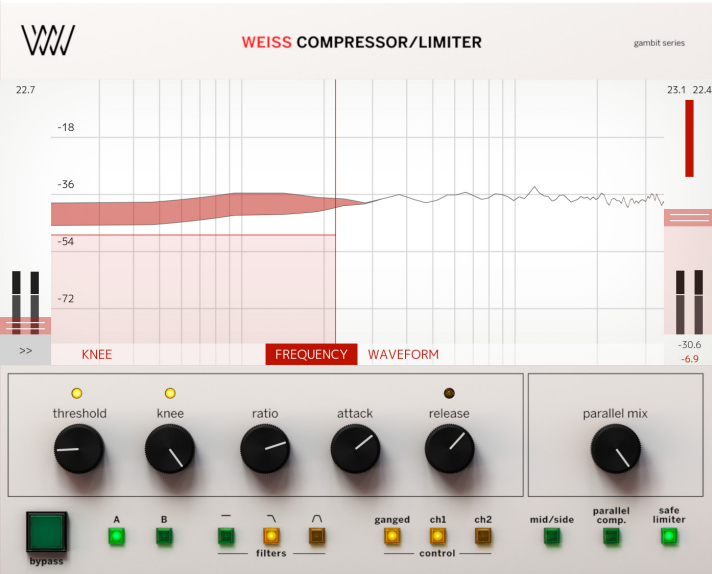 WEISS COMPRESSOR/LIMITER
gambit series
22.7
23.1 22.4
-18
-36
-54
-72
-30.6
-6.9
>>
KNEE
FREQUENCY
WAVEFORM
threshold
knee
ratio
attack
release
parallel mix
bypass
A
B
filters
ganged
ch1
ch2
control
mid/side
parallel
comp.
safe
limiter